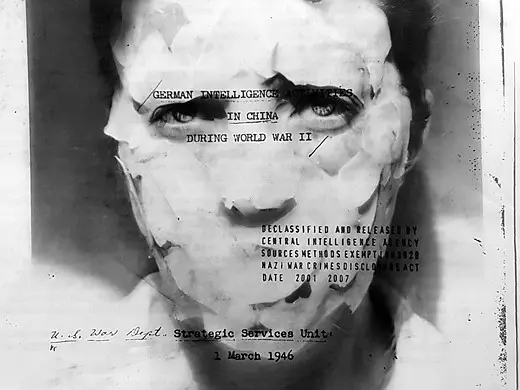 GERMAN INTELLIGENCE ACTIVITIES
IN CHINA
DURING WORLD WAR II
DECLASSIFIED AND RELEASED BY
CENTRAL INTELLIGENCE AGENCY
SOURCES METHODS EXEMPTION 3828
NAZI WAR CRIMES DISCLOSURE ACT
DATE 2001 2007
U.S. War Dept. Strategic Services Unit
1 March 1946